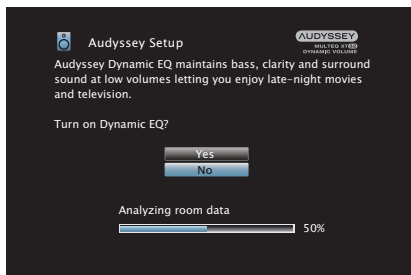 Audyssey Setup
AUDYSSEY
MULTEQ XT32
DYNAMIC VOLUME
Audyssey Dynamic EQ maintains bass, clarity and surround
sound at low volumes letting you enjoy late-night movies
and television.
Turn on Dynamic EQ?
Yes
No
Analyzing room data
50%